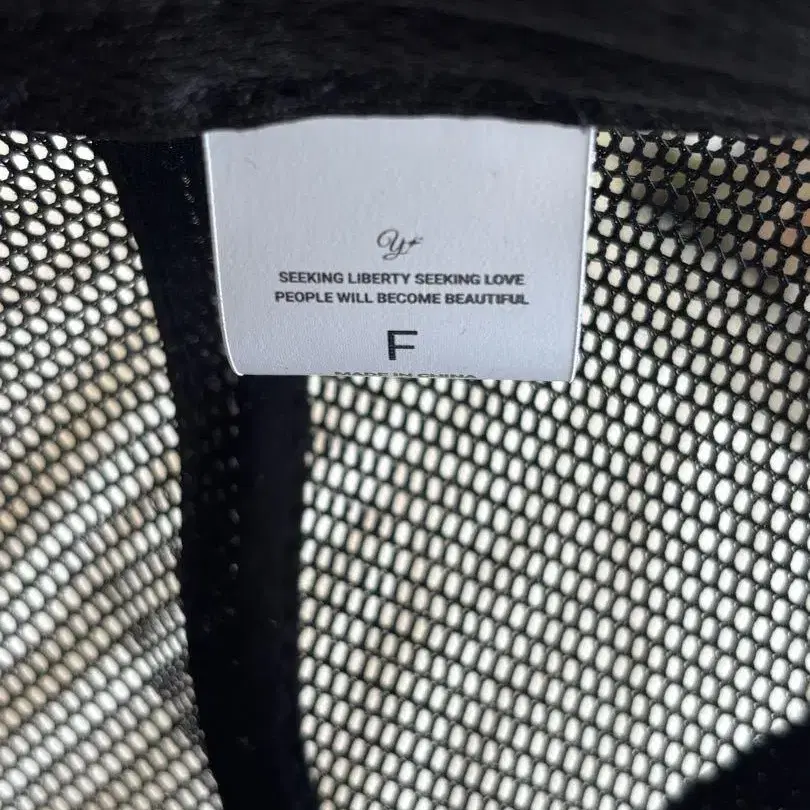 y+
SEEKING LIBERTY SEEKING LOVE
PEOPLE WILL BECOME BEAUTIFUL
F
MADE IN CHINA